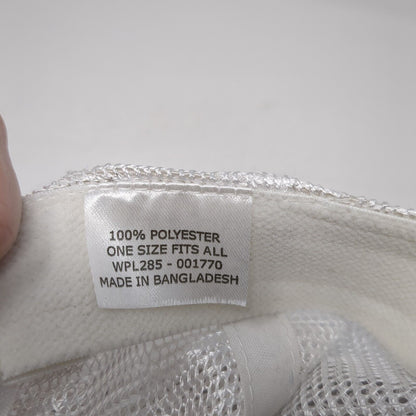 100% POLYESTER
ONE SIZE FITS ALL
WPL285 - 001770
MADE IN BANGLADESH